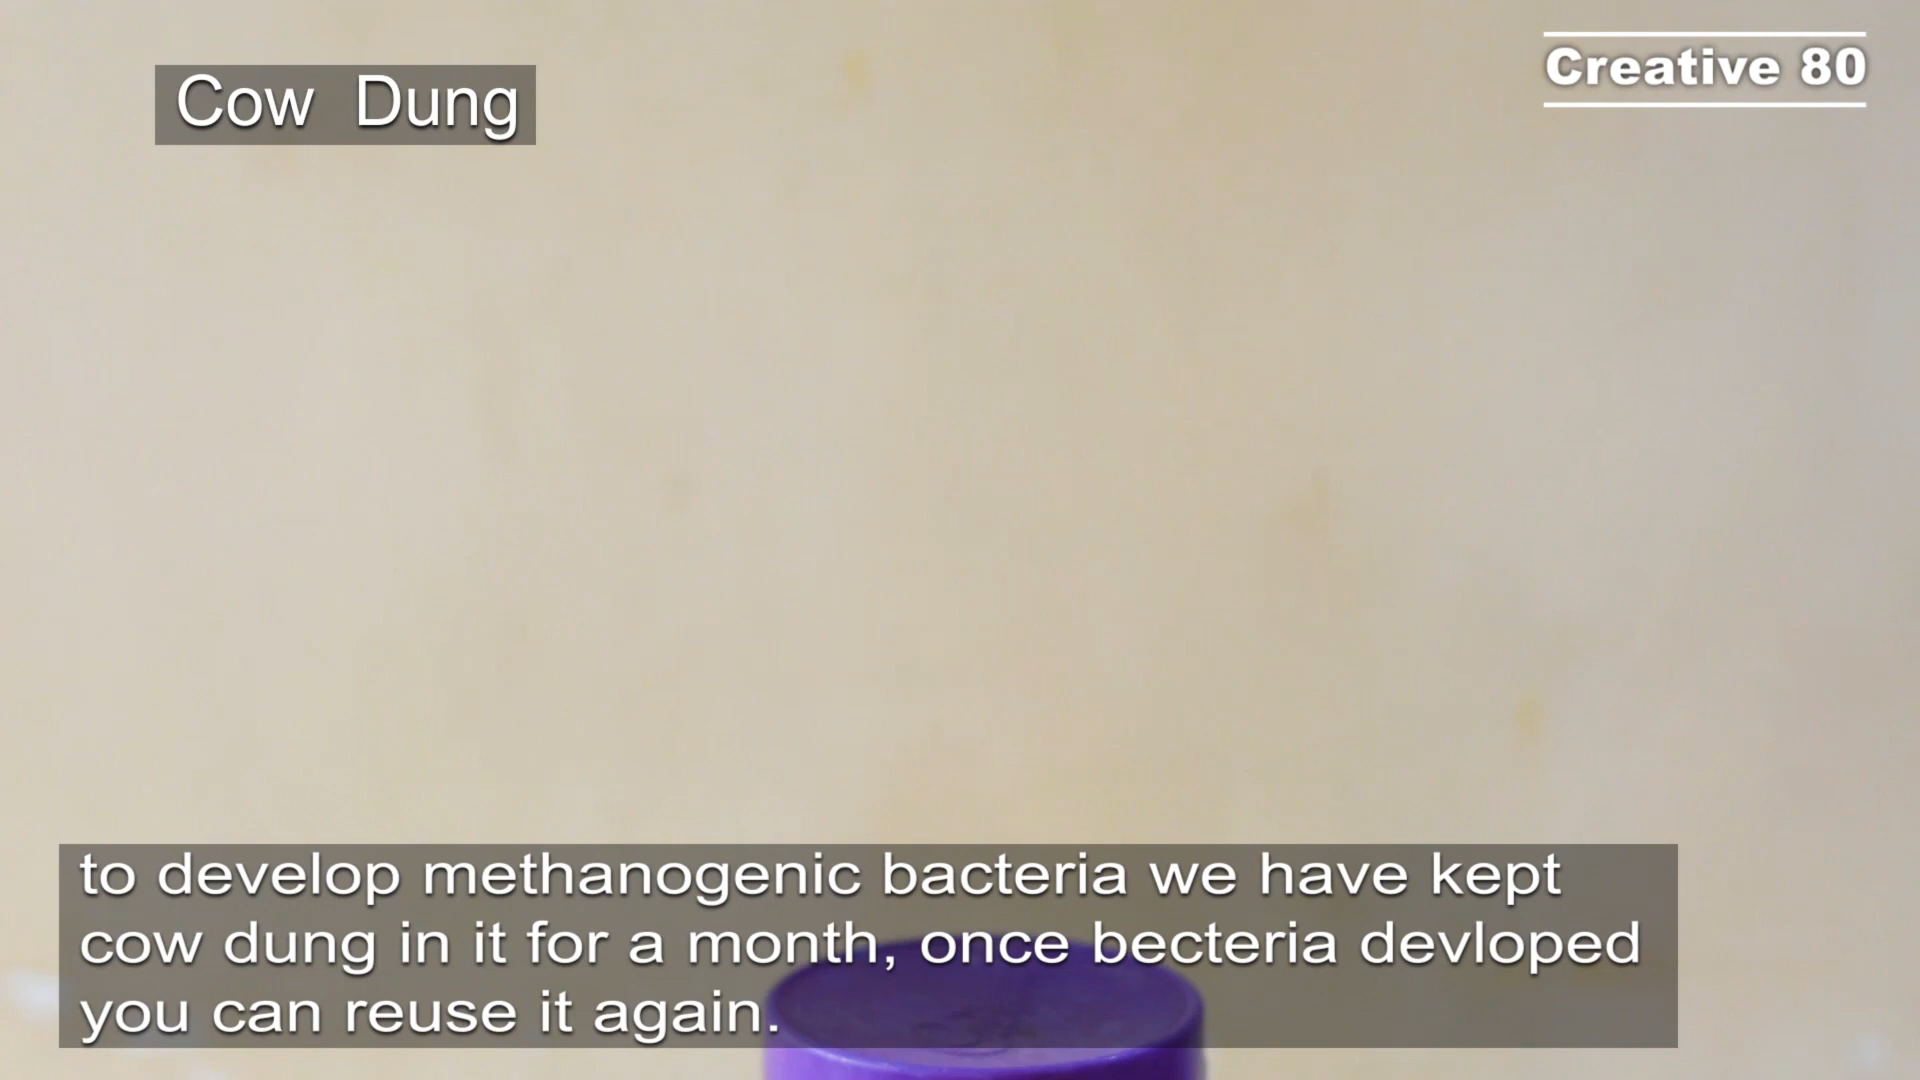 Cow Dung
Creative 80
to develop methanogenic bacteria we have kept
cow dung in it for a month, once becteria devloped
you can reuse it again.